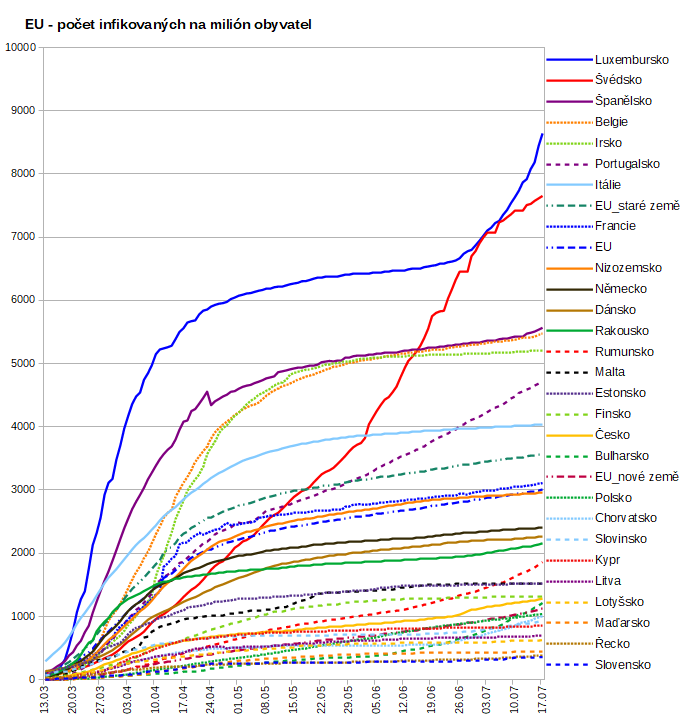 EU - počet infikovaných na milión obyvatel
10000
9000
8000
7000
6000
5000
4000
3000
2000
1000
0
13.03
20.03
27.03
03.04
10.04
17.04
24.04
01.05
08.05
15.05
22.05
29.05
05.06
12.06
19.06
26.06
03.07
10.07
17.07
Luxembursko
Švédsko
Španělsko
Belgie
Irsko
Portugalsko
Itálie
EU_staré země
Francie
EU
Nizozemsko
Německo
Dánsko
Rakousko
Rumunsko
Malta
Estonsko
Finsko
Česko
Bulharsko
EU_nové země
Polsko
Chorvatsko
Slovinsko
Kypr
Litva
Lotyšsko
Maďarsko
Řecko
Slovensko